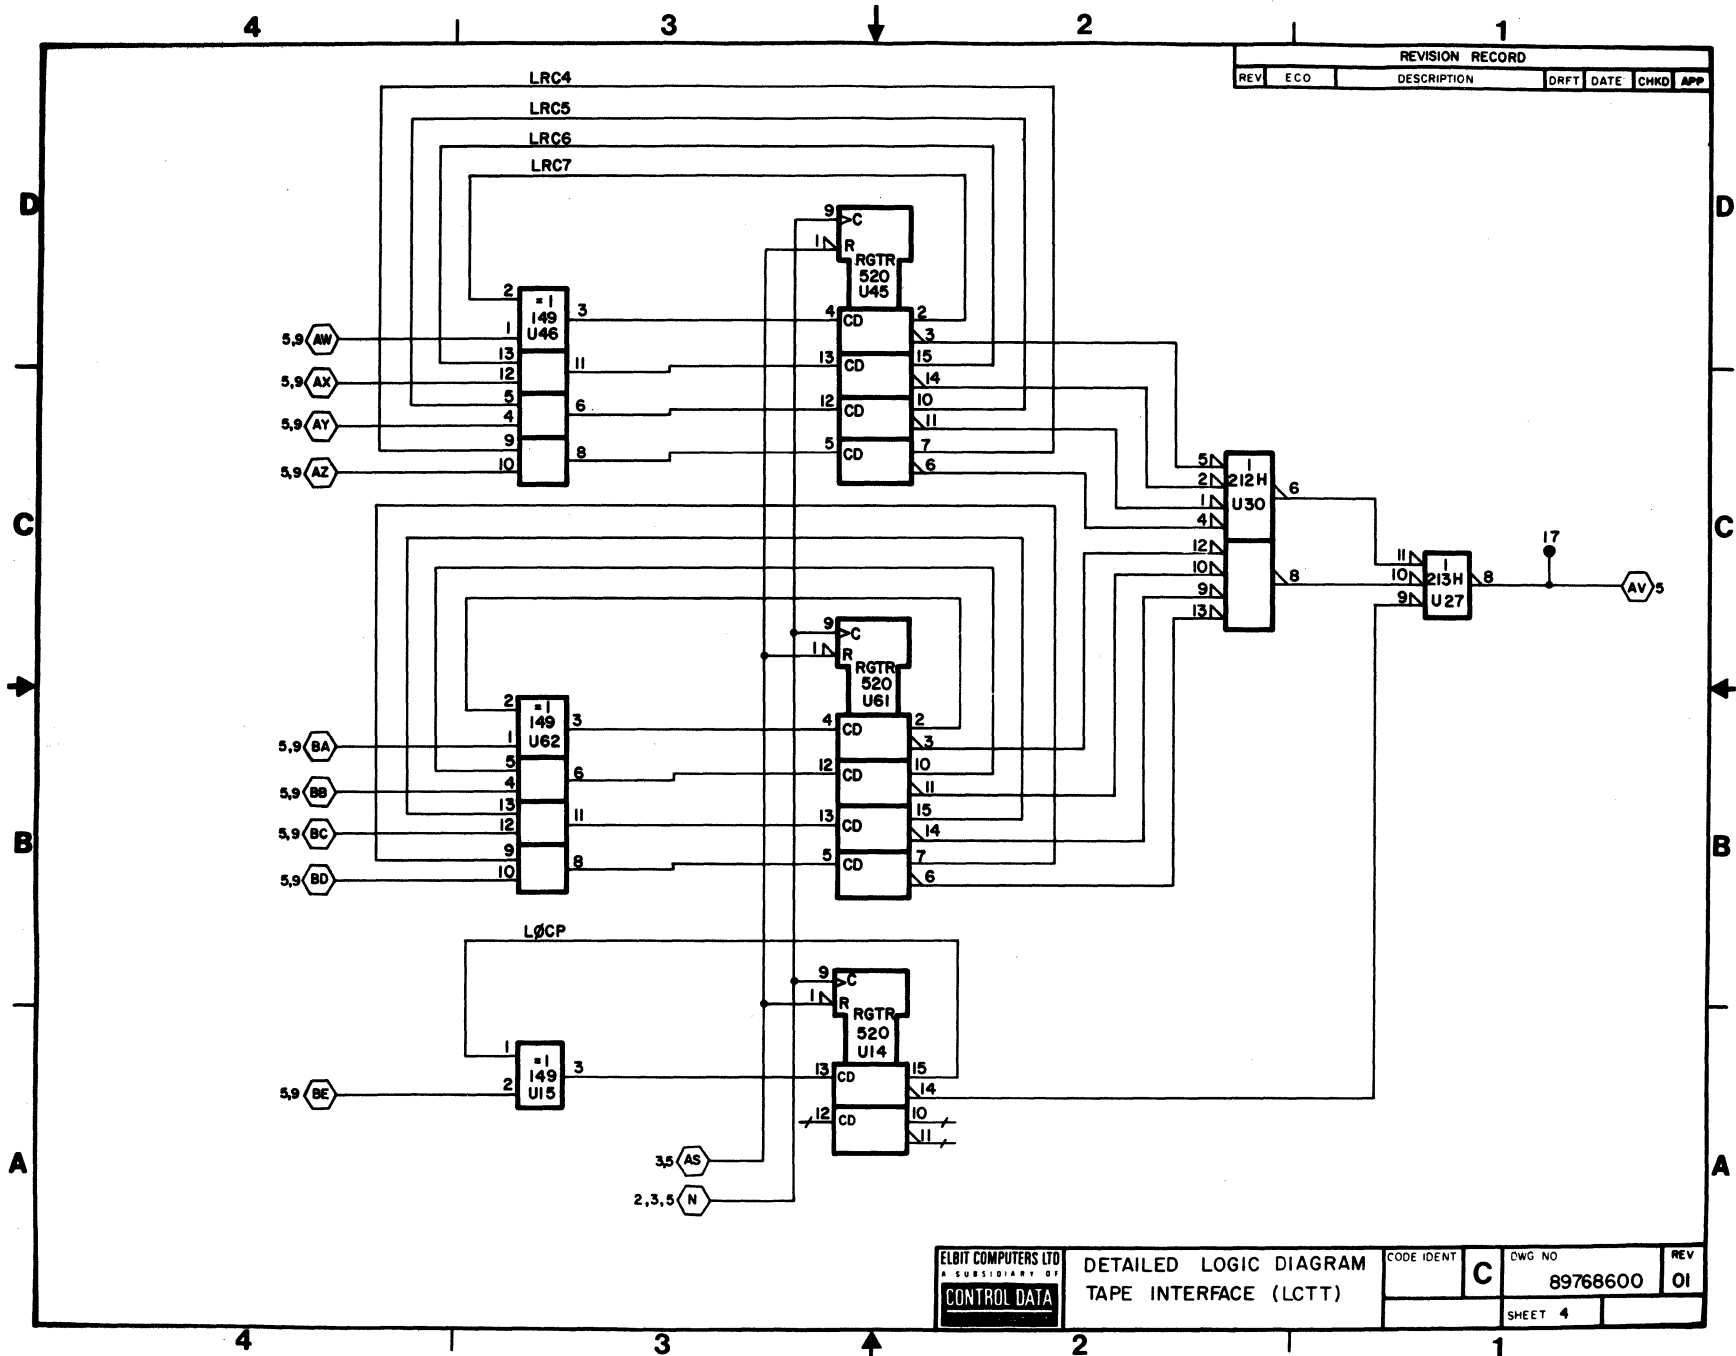 4 3 2 1
REVISION RECORD
REV ECO DESCRIPTION DRFT DATE CHKD APP
LRC4
LRC5
LRC6
LRC7
D D
9 C
1 R
RGTR
520
U45
2 =1 3
149
U46
1
5,9 AW
13 11
12
5,9 AX
5 6
4
5,9 AY
9 8
10
5,9 AZ
4 CD 2
3
13 CD 15
14
12 CD 10
11
5 CD 7
6
5 1 6
2 212H
1 U30
4
C C
12
10 8
9
13
11 1
10 213H 8
9 U27
17
AV 5
9 C
1 R
RGTR
520
U61
2 =1 3
149
U62
1
5,9 BA
5 6
4
5,9 BB
13 11
12
5,9 BC
9 8
10
5,9 BD
4 CD 2
3
12 CD 10
11
13 CD 15
14
5 CD 7
6
B B
LØCP
9 C
1 R
RGTR
520
U14
1 =1 3
149
2 U15
5,9 BE
13 CD 15
14
12 CD 10
11
3,5 AS
2,3,5 N
A A
ELBIT COMPUTERS LTD
A SUBSIDIARY OF
CONTROL DATA
DETAILED LOGIC DIAGRAM
TAPE INTERFACE (LCTT)
CODE IDENT C DWG NO REV
89768600 01
SHEET 4
4 3 2 1